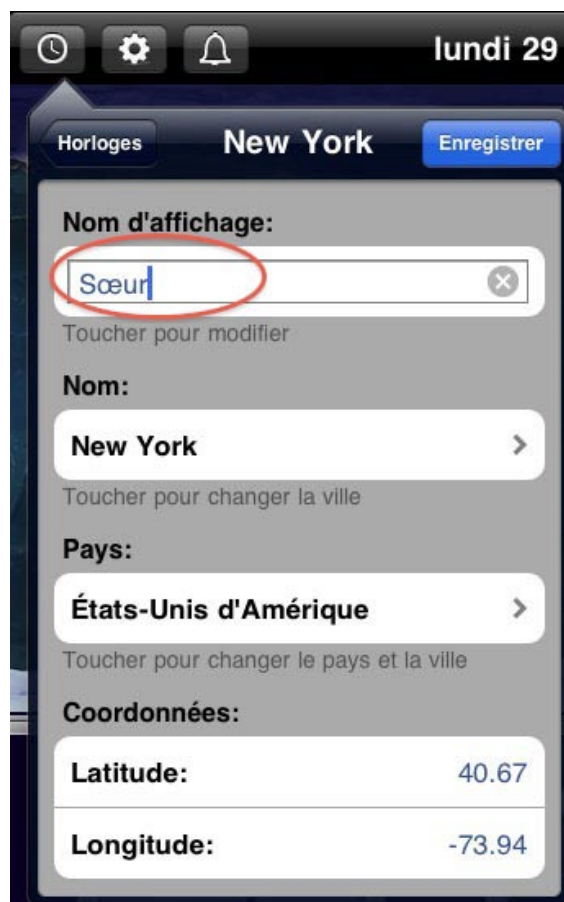 lundi 29
Horloges New York Enregistrer
Nom d'affichage:
Sœur
Toucher pour modifier
Nom:
New York
Toucher pour changer la ville
Pays:
États-Unis d'Amérique
Toucher pour changer le pays et la ville
Coordonnées:
Latitude: 40.67
Longitude: -73.94